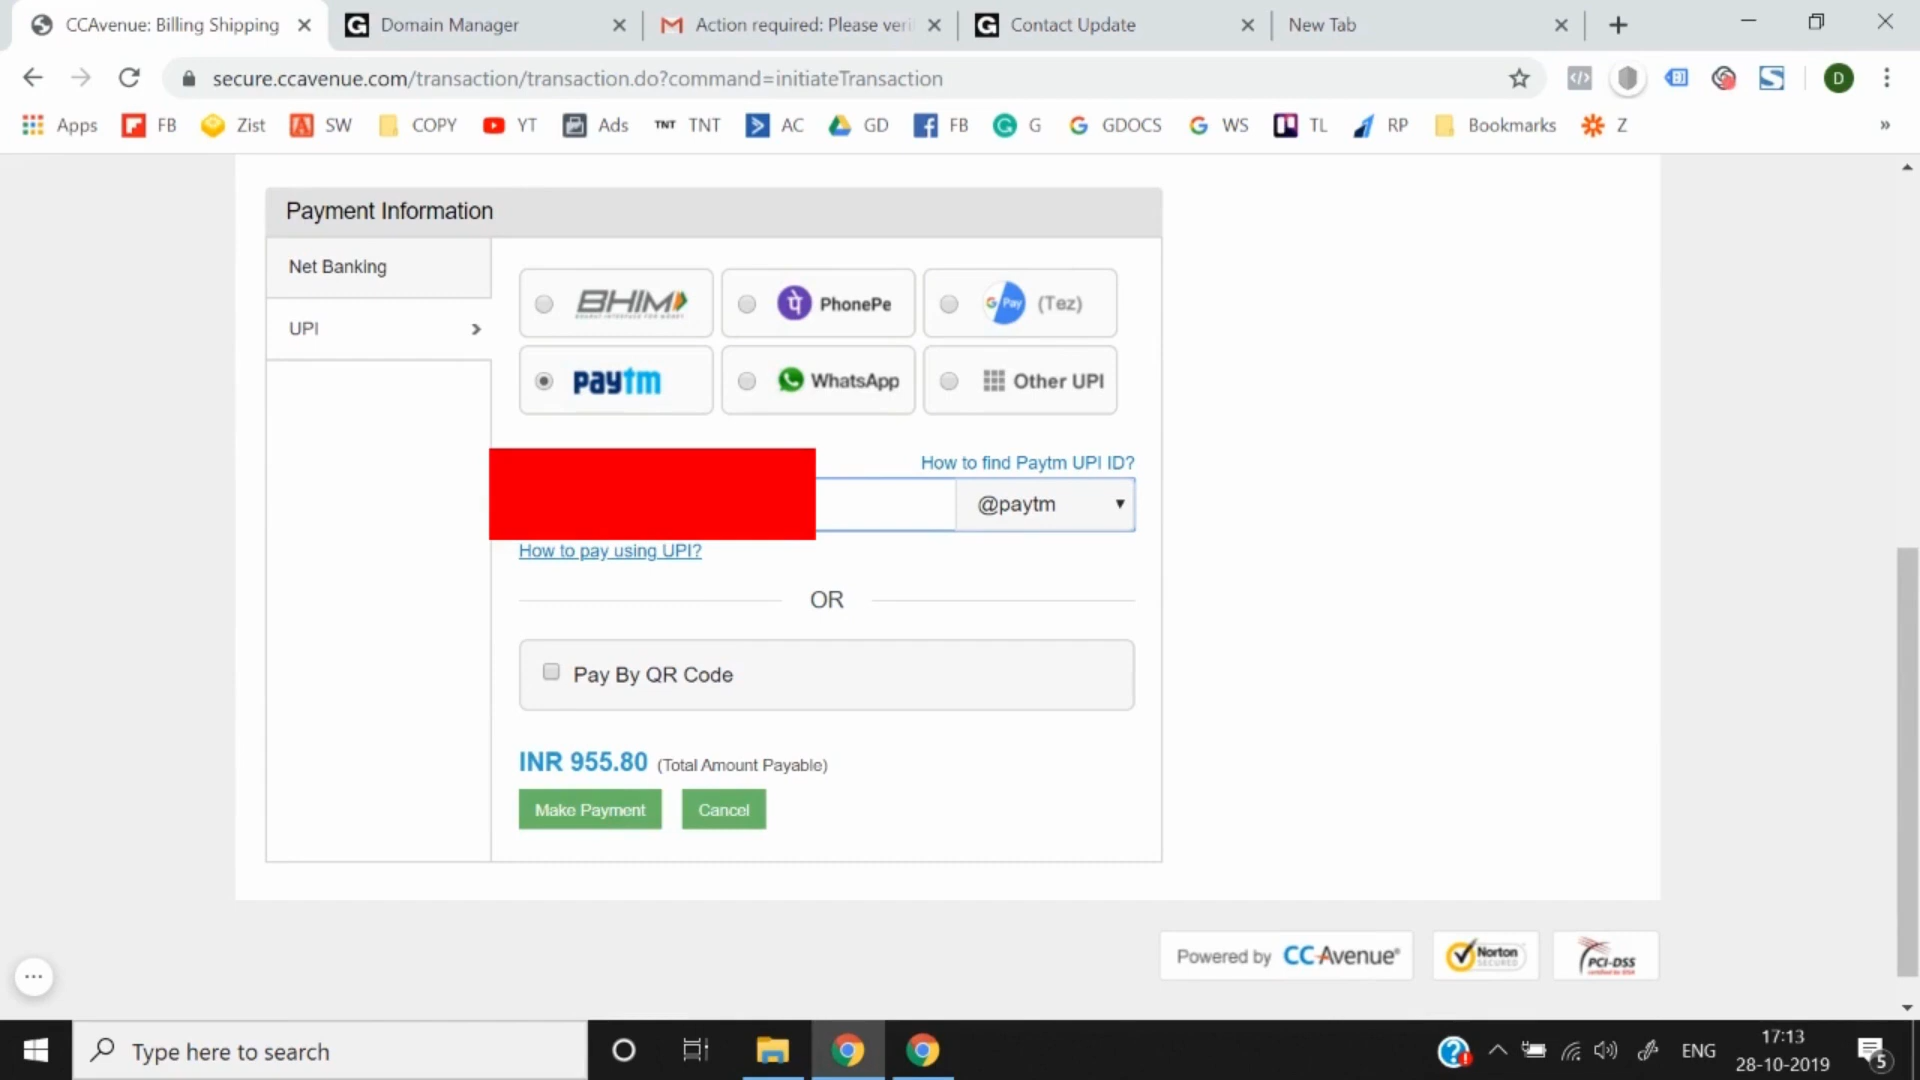 CCAvenue: Billing Shipping
Domain Manager
Action required: Please veri
Contact Update
New Tab
secure.ccavenue.com/transaction/transaction.do?command=initiateTransaction
D
Apps FB Zist SW COPY YT Ads TNT TNT AC GD FB G GDOCS WS TL RP Bookmarks Z
Payment Information
Net Banking
UPI
BHIM
पे PhonePe
G Pay (Tez)
paytm
WhatsApp
Other UPI
How to find Paytm UPI ID?
@paytm
How to pay using UPI?
OR
Pay By QR Code
INR 955.80 (Total Amount Payable)
Make Payment
Cancel
Powered by CCAvenue®
Norton
SECURED
PCI-DSS
Type here to search
ENG
17:13
28-10-2019
5